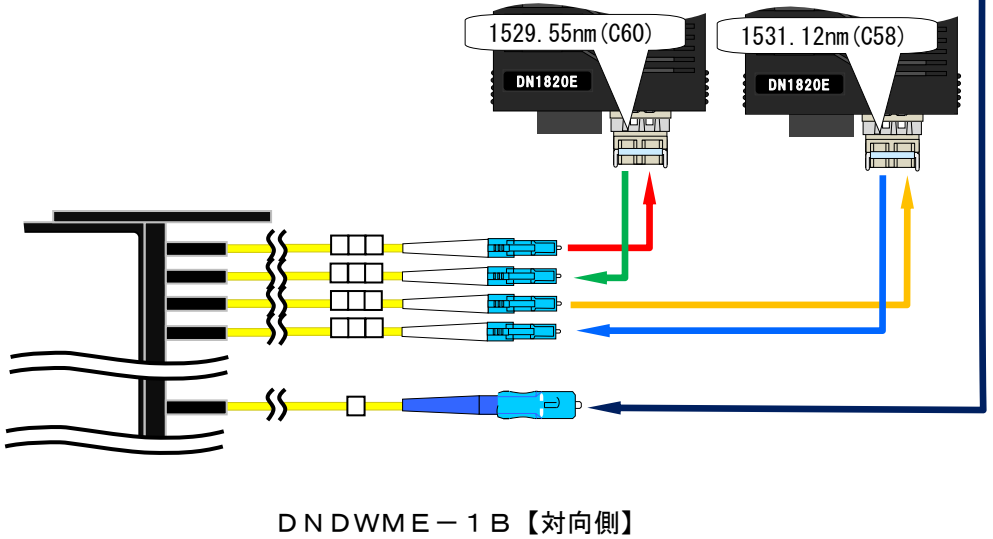 1529.55nm(C60)
1531.12nm(C58)
DN1820E
DN1820E
DNDWME－1B【対向側】